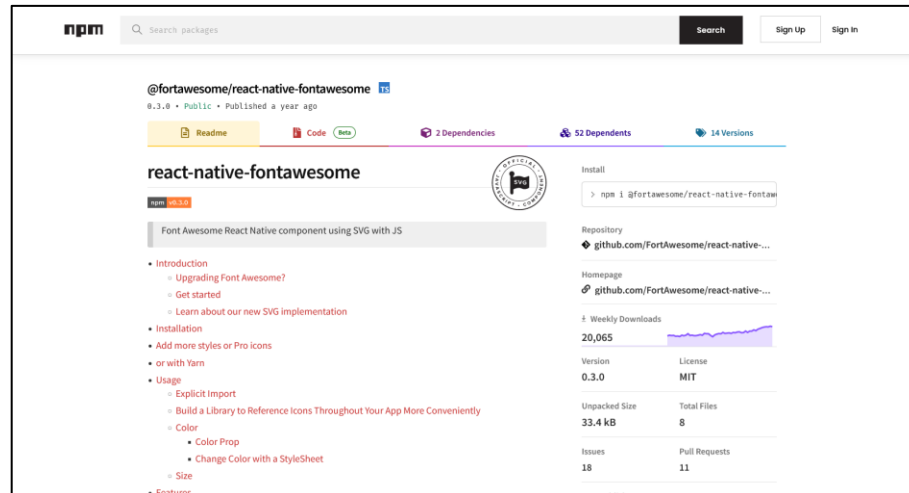 npm
Search packages
Search
Sign Up
Sign In
@fortawesome/react-native-fontawesome TS
0.3.0 • Public • Published a year ago
Readme
Code Beta
2 Dependencies
52 Dependents
14 Versions
react-native-fontawesome
OFFICIAL JAVASCRIPT COMPONENT
SVG
npm v0.3.0
Font Awesome React Native component using SVG with JS
Introduction
Upgrading Font Awesome?
Get started
Learn about our new SVG implementation
Installation
Add more styles or Pro icons
or with Yarn
Usage
Explicit Import
Build a Library to Reference Icons Throughout Your App More Conveniently
Color
Color Prop
Change Color with a StyleSheet
Size
Features
Install
> npm i @fortawesome/react-native-fontaw
Repository
github.com/FortAwesome/react-native-...
Homepage
github.com/FortAwesome/react-native-...
Weekly Downloads
20,065
Version
License
0.3.0
MIT
Unpacked Size
Total Files
33.4 kB
8
Issues
Pull Requests
18
11